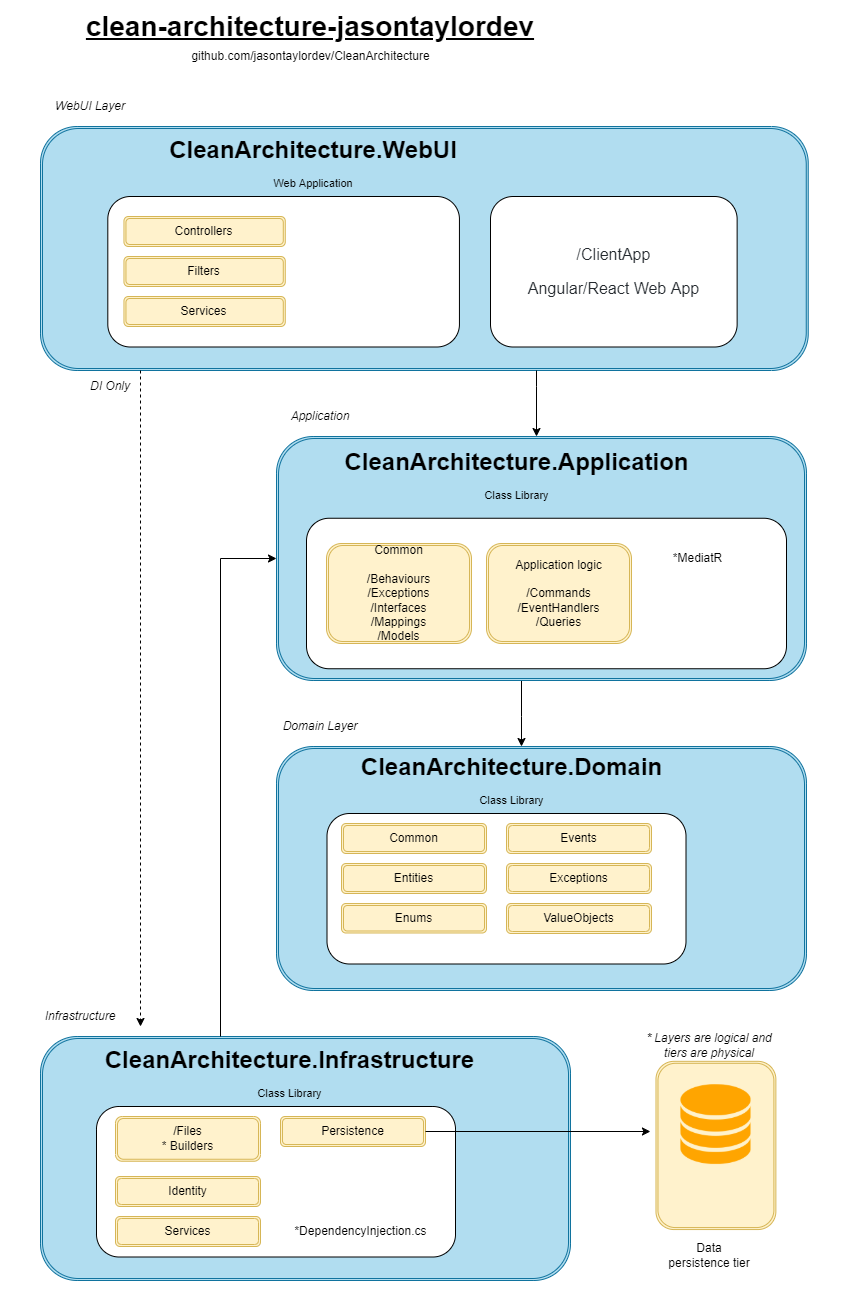 clean-architecture-jasontaylordev
github.com/jasontaylordev/CleanArchitecture
WebUI Layer
CleanArchitecture.WebUI
Web Application
Controllers
Filters
Services
/ClientApp
Angular/React Web App
DI Only
Application
CleanArchitecture.Application
Class Library
Common
/Behaviours
/Exceptions
/Interfaces
/Mappings
/Models
Application logic
/Commands
/EventHandlers
/Queries
*MediatR
Domain Layer
CleanArchitecture.Domain
Class Library
Common
Events
Entities
Exceptions
Enums
ValueObjects
Infrastructure
CleanArchitecture.Infrastructure
Class Library
/Files
* Builders
Persistence
Identity
Services
*DependencyInjection.cs
* Layers are logical and
tiers are physical
Data
persistence tier